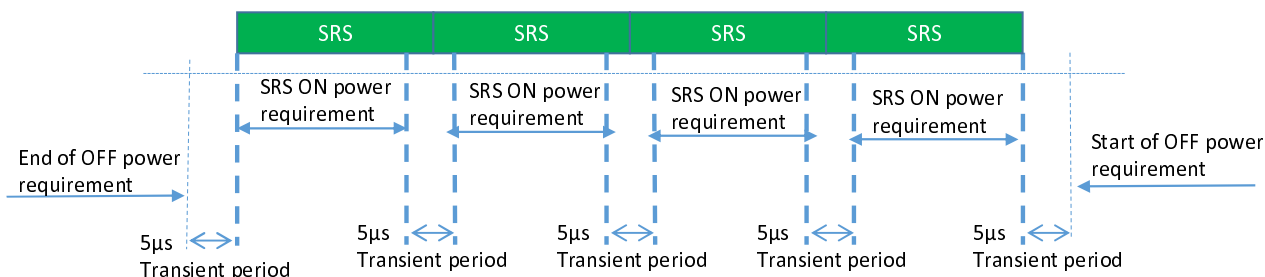 SRS
SRS
SRS
SRS
SRS ON power
requirement
SRS ON power
requirement
SRS ON power
requirement
SRS ON power
requirement
End of OFF power
requirement
Start of OFF power
requirement
5µs
Transient period
5µs
Transient period
5µs
Transient period
5µs
Transient period
5µs
Transient period